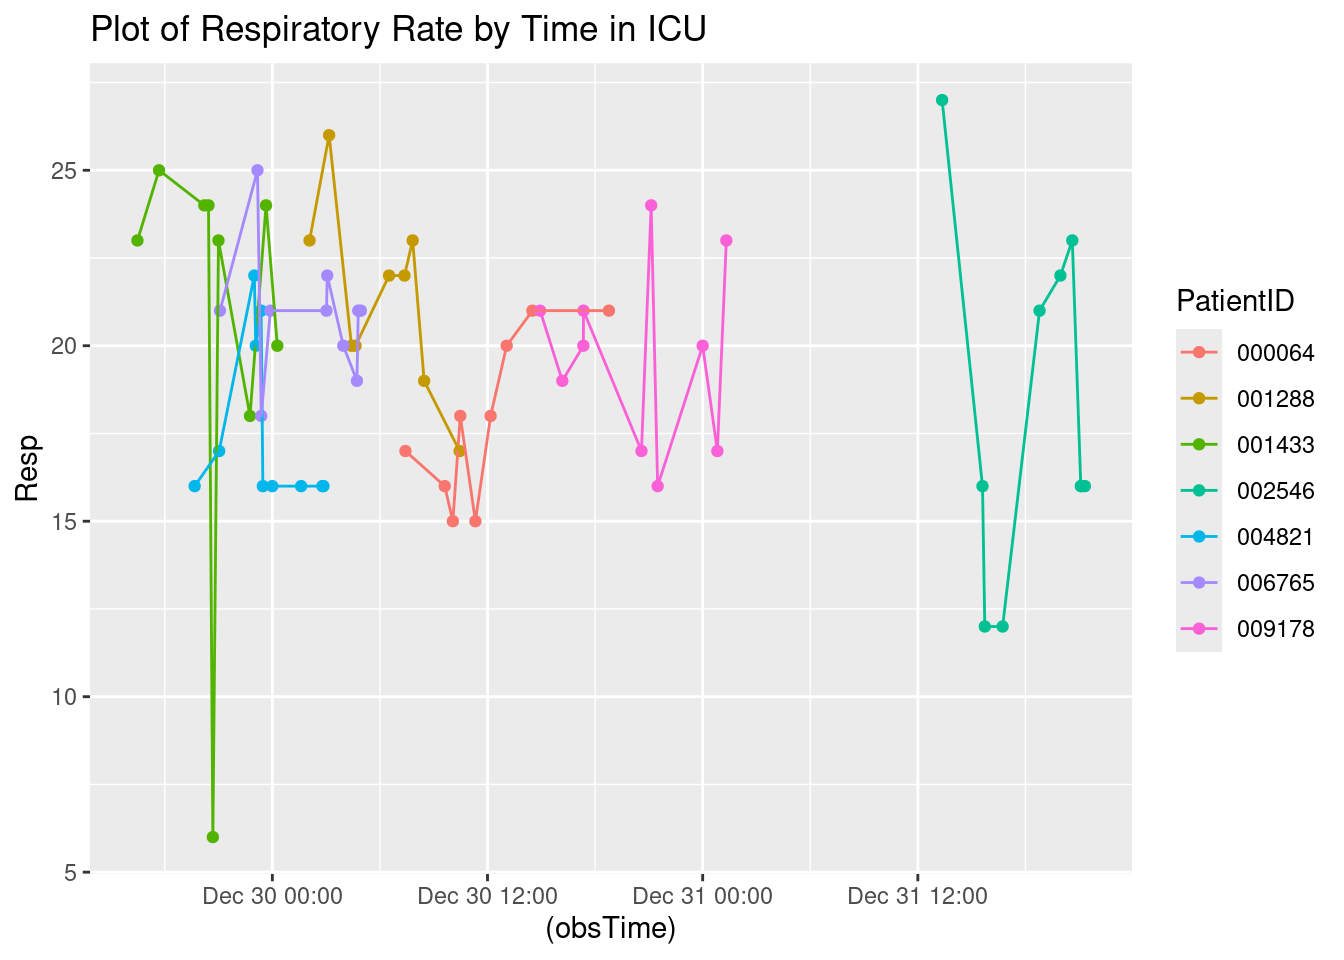 Plot of Respiratory Rate by Time in ICU
Resp
25
20
15
10
5
Dec 30 00:00 Dec 30 12:00 Dec 31 00:00 Dec 31 12:00
(obsTime)
PatientID
000064
001288
001433
002546
004821
006765
009178